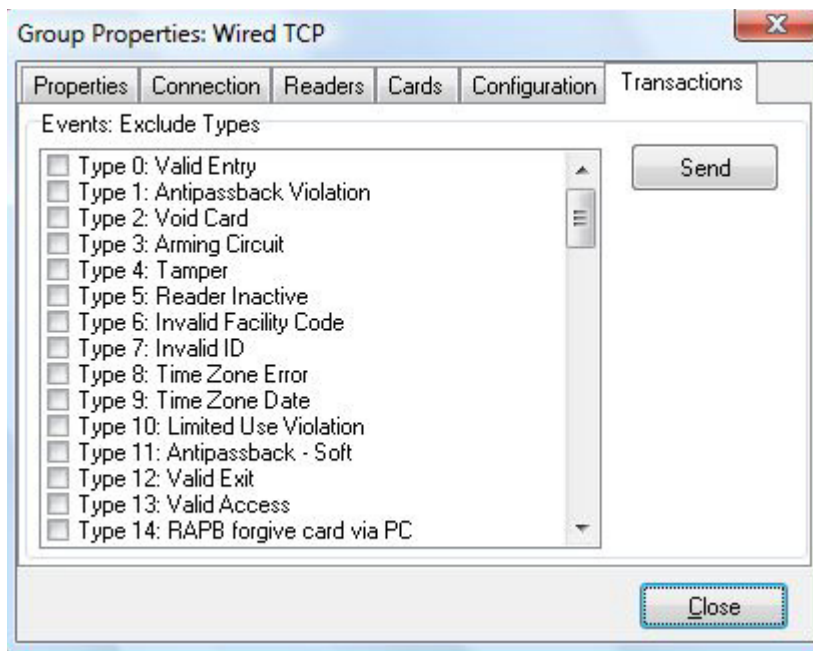 Group Properties: Wired TCP
Properties Connection Readers Cards Configuration Transactions
Events: Exclude Types
Type 0: Valid Entry
Type 1: Antipassback Violation
Type 2: Void Card
Type 3: Arming Circuit
Type 4: Tamper
Type 5: Reader Inactive
Type 6: Invalid Facility Code
Type 7: Invalid ID
Type 8: Time Zone Error
Type 9: Time Zone Date
Type 10: Limited Use Violation
Type 11: Antipassback - Soft
Type 12: Valid Exit
Type 13: Valid Access
Type 14: RAPB forgive card via PC
Send
Close